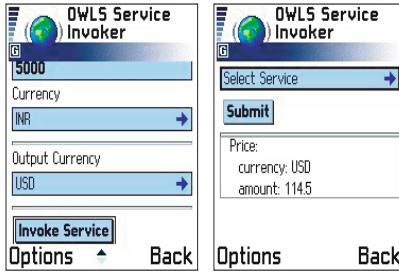 OWLS Service
Invoker
G
5000
Currency
INR
Output Currency
USD
Invoke Service
Options Back
OWLS Service
Invoker
G
Select Service
Submit
Price:
currency: USD
amount: 114.5
Options Back